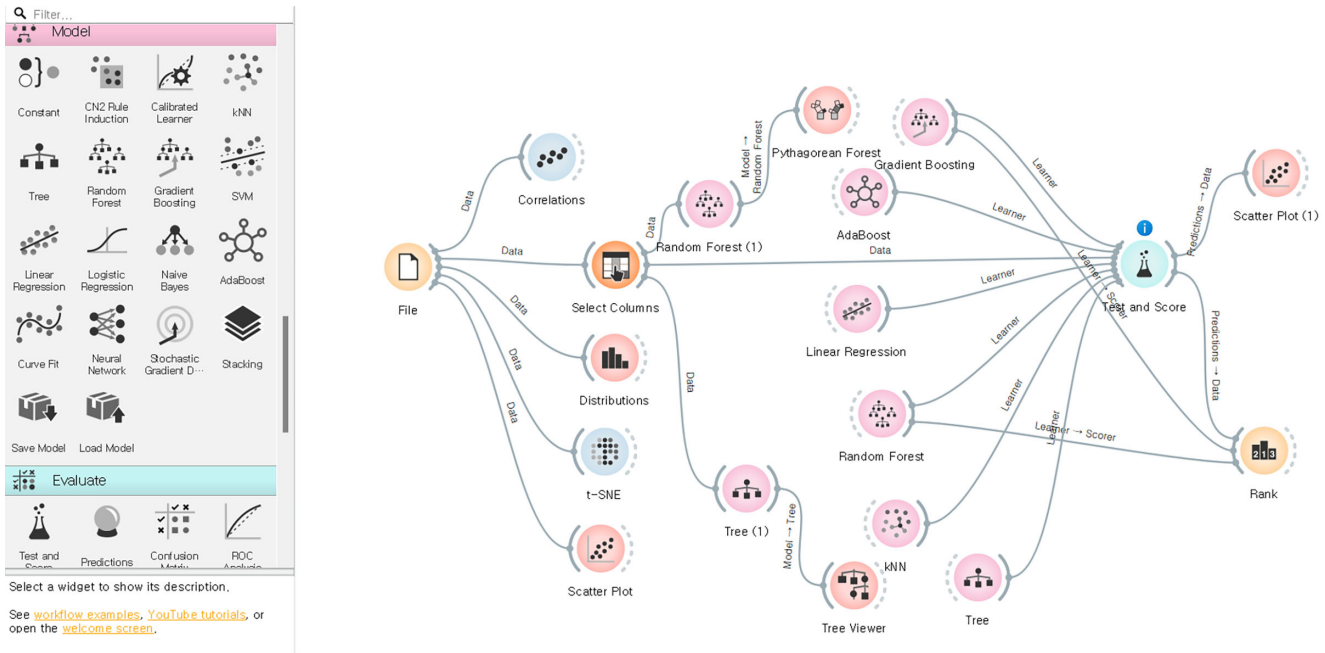 Filter...
Model
Constant
CN2 Rule
Induction
Calibrated
Learner
kNN
Tree
Random
Forest
Gradient
Boosting
SVM
Linear
Regression
Logistic
Regression
Naive
Bayes
AdaBoost
Curve Fit
Neural
Network
Stochastic
Gradient D...
Stacking
Save Model
Load Model
Evaluate
Test and
Score
Predictions
Confusion
Matrix
ROC
Analysis
Select a widget to show its description.
See workflow examples, YouTube tutorials, or
open the welcome screen.
File
Data
Correlations
Data
Select Columns
Data
Distributions
Data
t-SNE
Data
Scatter Plot
Data
Random Forest (1)
Model →
Random Forest
Pythagorean Forest
Data
Data
Tree (1)
Model → Tree
Tree Viewer
Gradient Boosting
Learner
Learner → Scorer
AdaBoost
Learner
Linear Regression
Learner
Random Forest
Learner
Learner → Scorer
kNN
Learner
Tree
Learner
Test and Score
Predictions → Data
Scatter Plot (1)
Predictions → Data
Rank